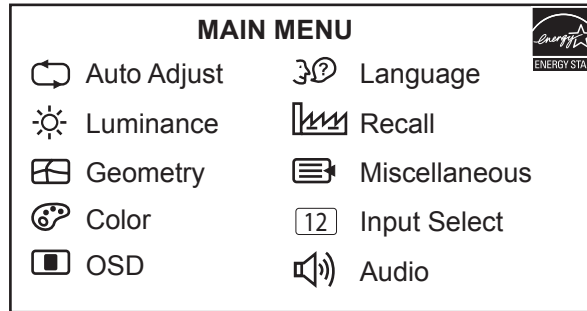 MAIN MENU
energy
ENERGY STA
Auto Adjust
Luminance
Geometry
Color
OSD
Language
Recall
Miscellaneous
12 Input Select
Audio